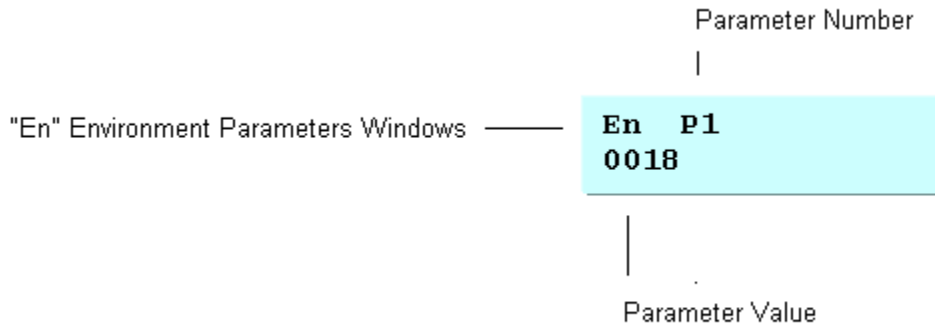 Parameter Number
"En" Environment Parameters Windows
En P1
0018
Parameter Value